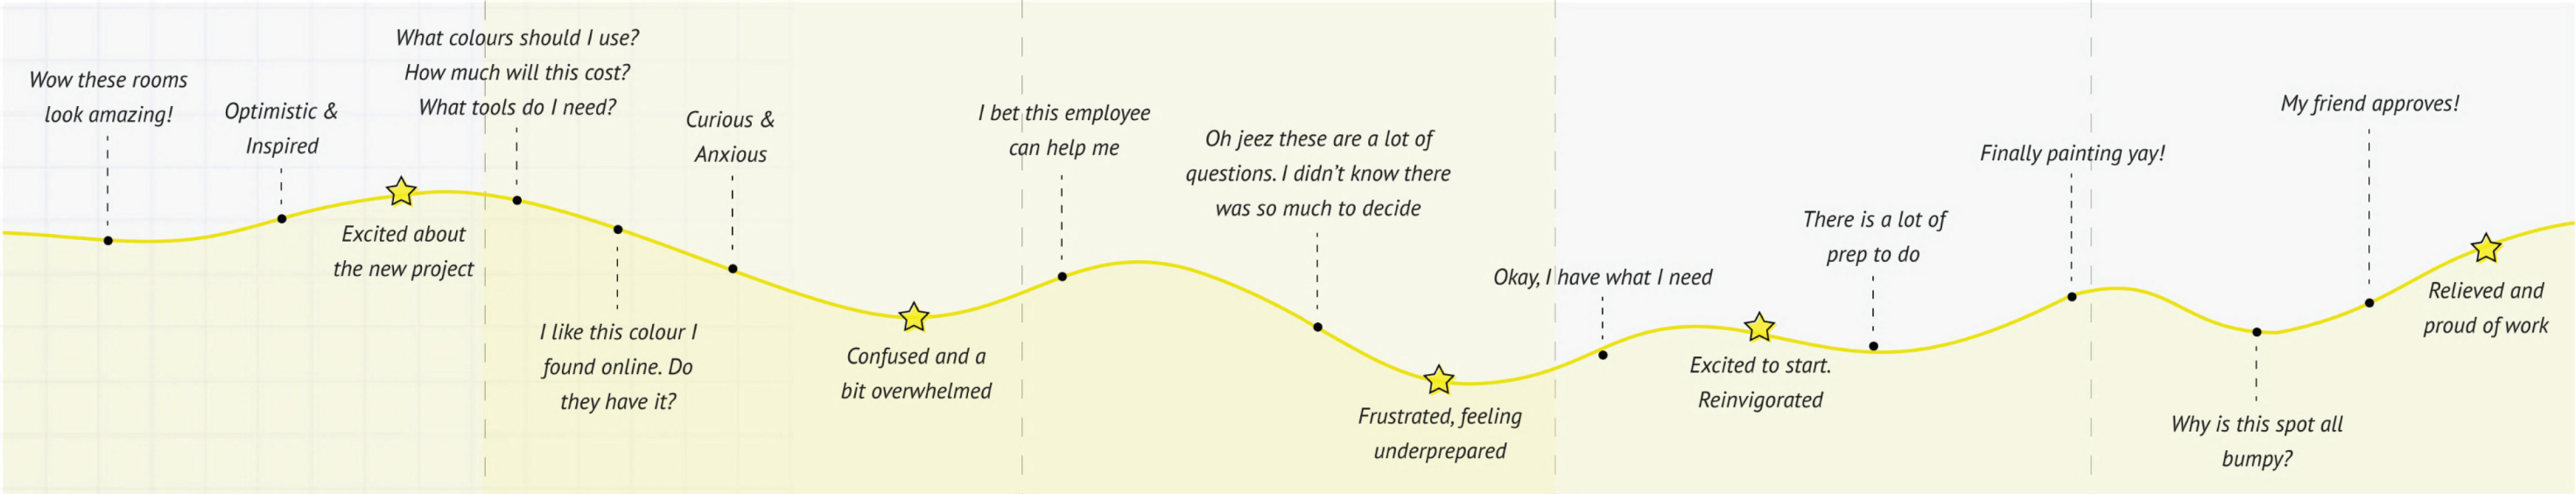 Wow these rooms
look amazing!
Optimistic &
Inspired
Excited about
the new project
What colours should I use?
How much will this cost?
What tools do I need?
I like this colour I
found online. Do
they have it?
Curious &
Anxious
Confused and a
bit overwhelmed
I bet this employee
can help me
Oh jeez these are a lot of
questions. I didn’t know there
was so much to decide
Frustrated, feeling
underprepared
Okay, I have what I need
Excited to start.
Reinvigorated
There is a lot of
prep to do
Finally painting yay!
Why is this spot all
bumpy?
My friend approves!
Relieved and
proud of work